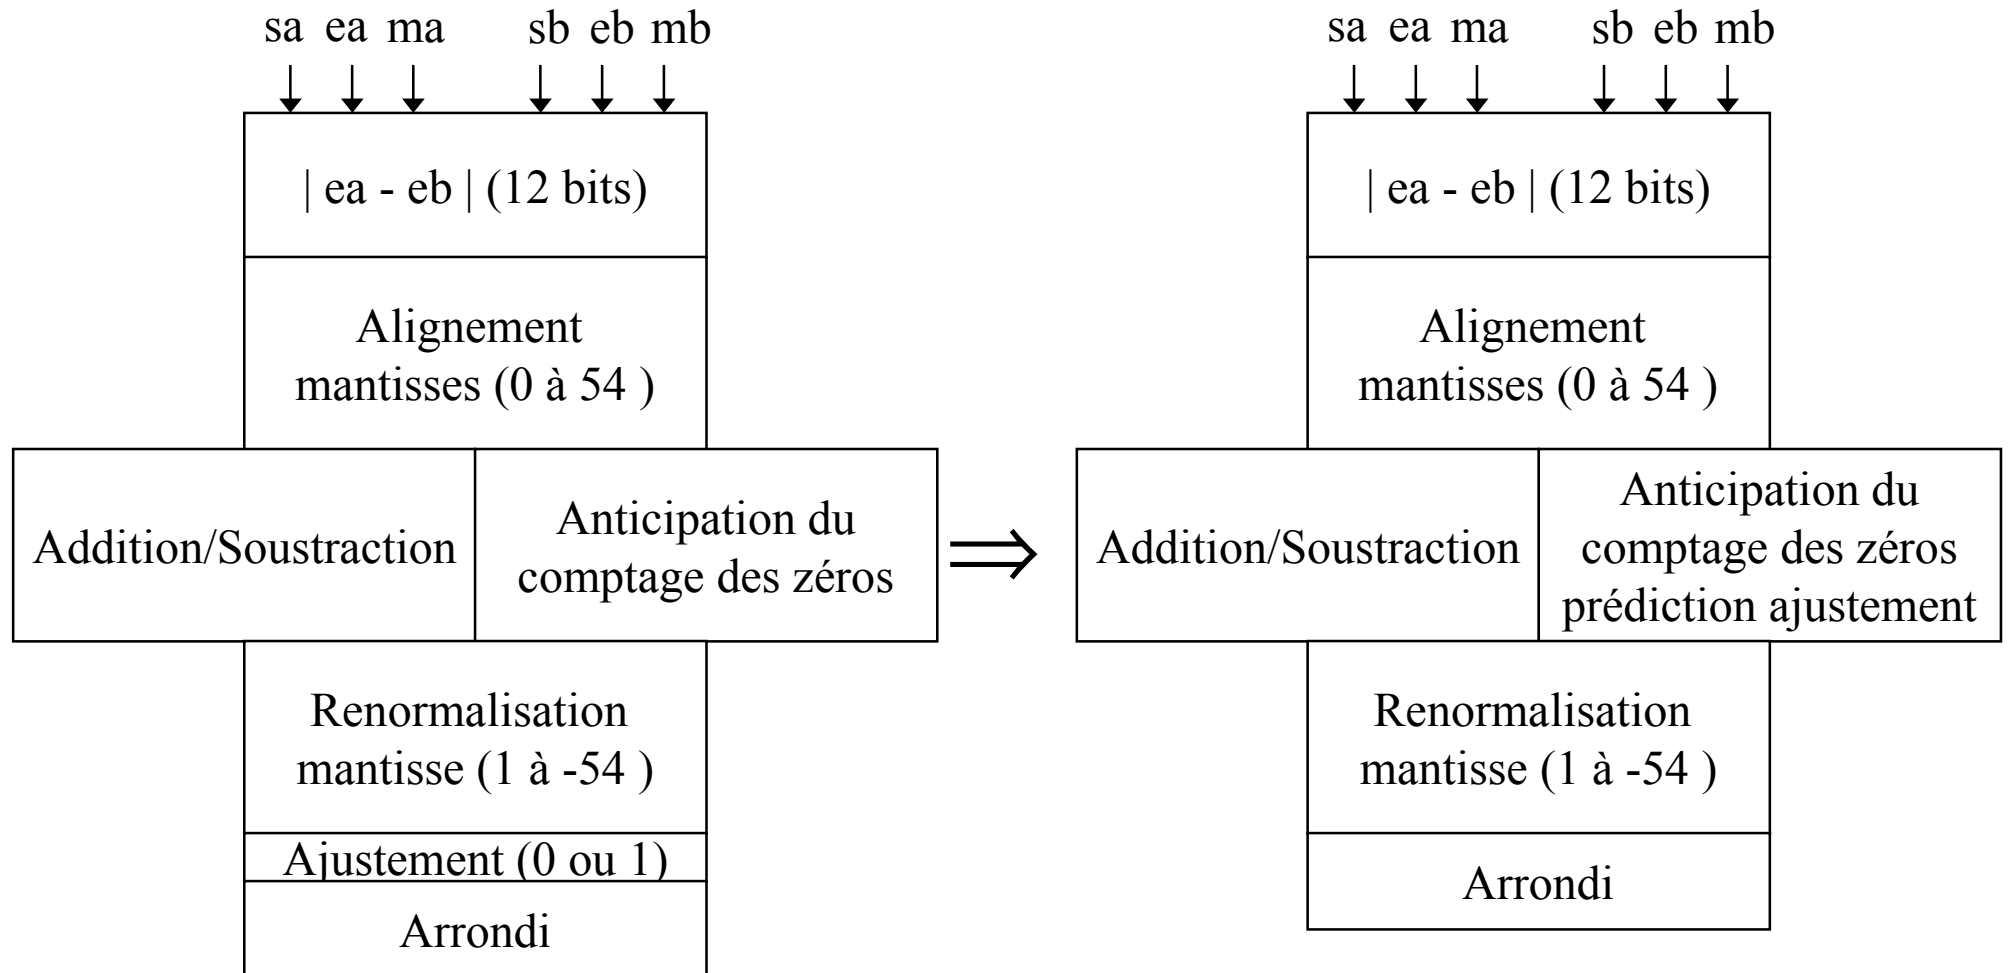 sa ea ma sb eb mb
| ea - eb | (12 bits)
Alignement
mantisses (0 à 54 )
Addition/Soustraction
Anticipation du
comptage des zéros
Renormalisation
mantisse (1 à -54 )
Ajustement (0 ou 1)
Arrondi
⇒
sa ea ma sb eb mb
| ea - eb | (12 bits)
Alignement
mantisses (0 à 54 )
Addition/Soustraction
Anticipation du
comptage des zéros
prédiction ajustement
Renormalisation
mantisse (1 à -54 )
Arrondi